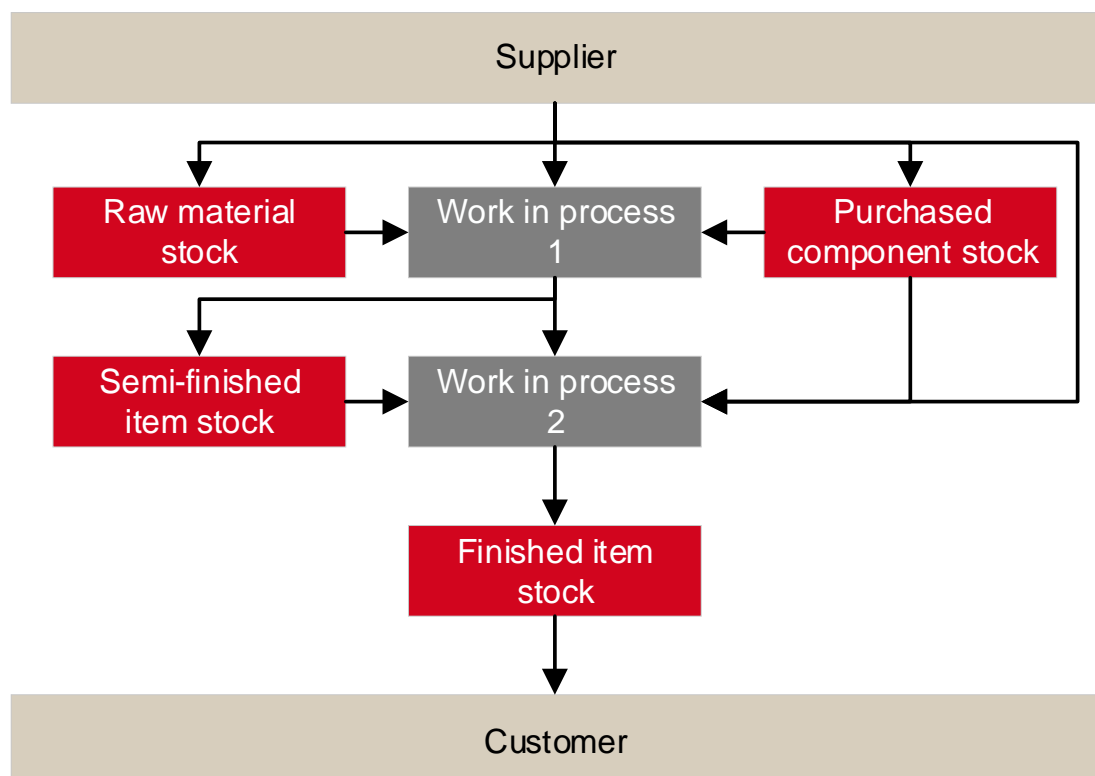 Supplier
Raw material
stock
Work in process
1
Purchased
component stock
Semi-finished
item stock
Work in process
2
Finished item
stock
Customer